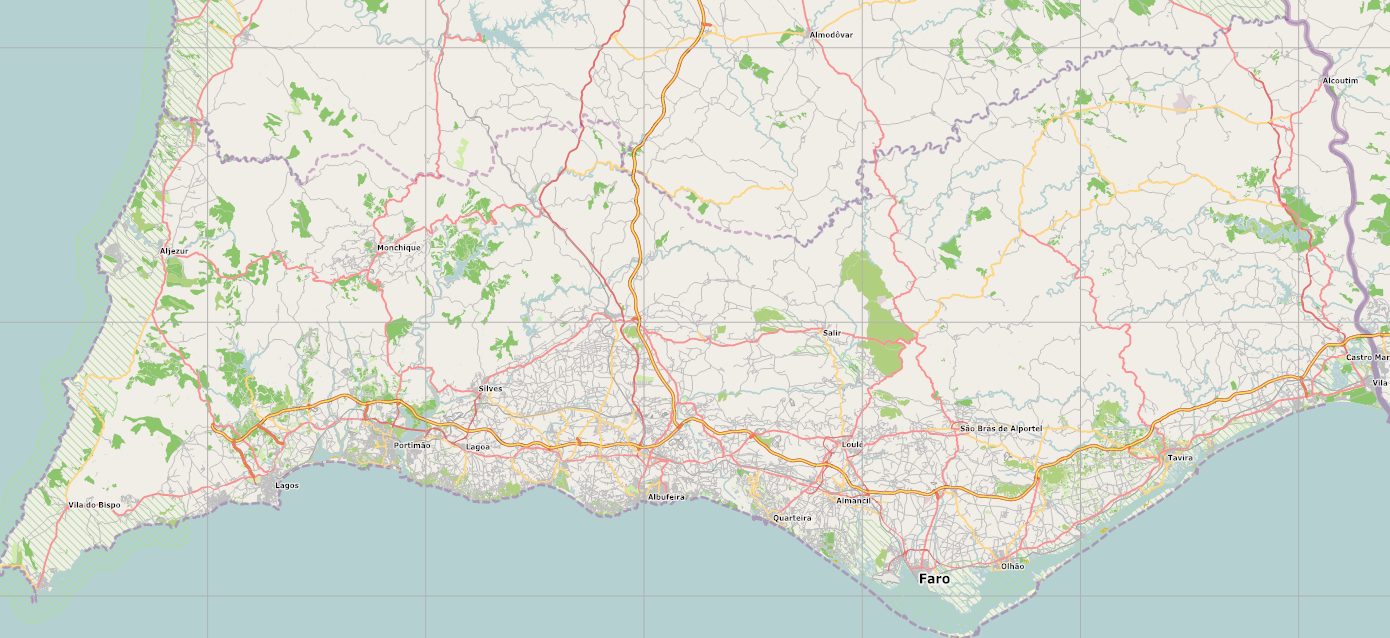 Almodôvar
Alcoutim
Aljezur
Monchique
Salir
Castro Mar
Silves
Vila
São Brás de Alportel
Portimão
Lagoa
Loulé
Tavira
Lagos
Albufeira
Almancil
Vila do Bispo
Quarteira
Olhão
Faro